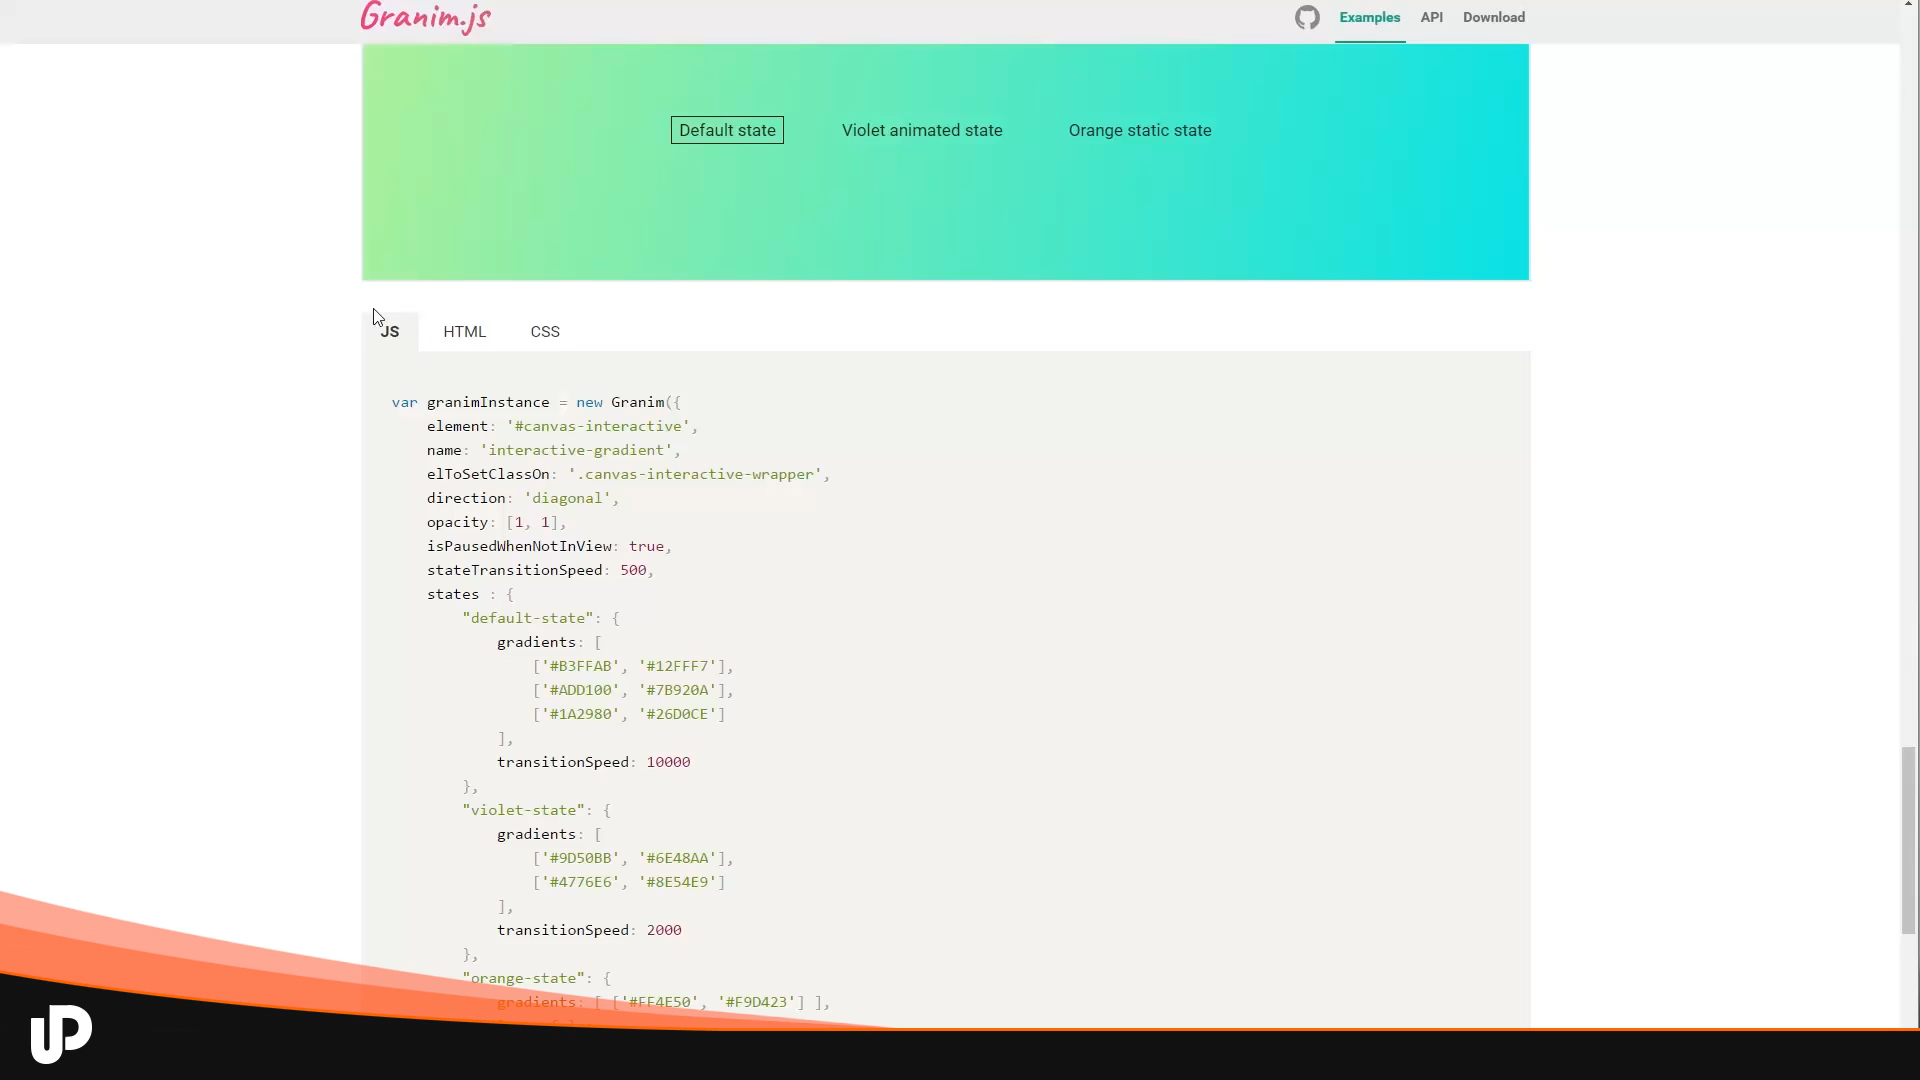 Granim.js
Examples API Download
Default state Violet animated state Orange static state
JS HTML CSS
var granimInstance = new Granim({
element: '#canvas-interactive',
name: 'interactive-gradient',
elToSetClassOn: '.canvas-interactive-wrapper',
direction: 'diagonal',
opacity: [1, 1],
isPausedWhenNotInView: true,
stateTransitionSpeed: 500,
states : {
"default-state": {
gradients: [
['#B3FFAB', '#12FFF7'],
['#ADD100', '#7B920A'],
['#1A2980', '#26D0CE']
],
transitionSpeed: 10000
},
"violet-state": {
gradients: [
['#9D50BB', '#6E48AA'],
['#4776E6', '#8E54E9']
],
transitionSpeed: 2000
},
"orange-state": {
gradients: [ ['#FF4E50', '#F9D423'] ],
UP